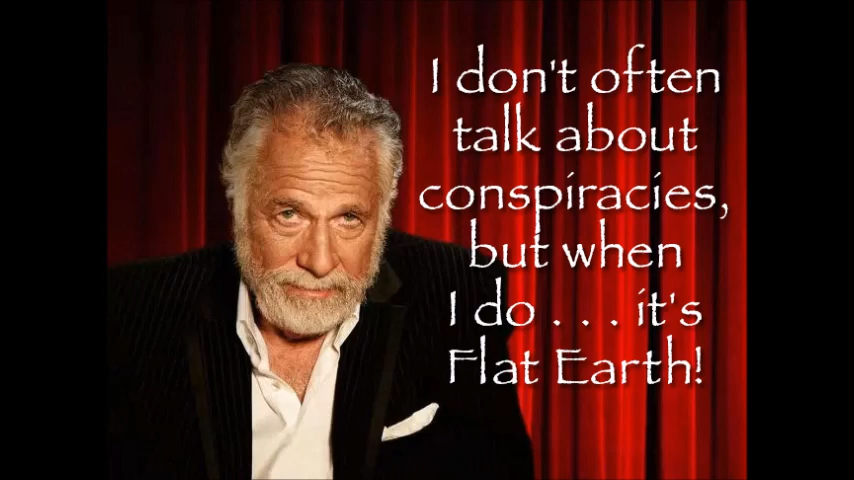 I don't often
talk about
conspiracies,
but when
I do . . . it's
Flat Earth!